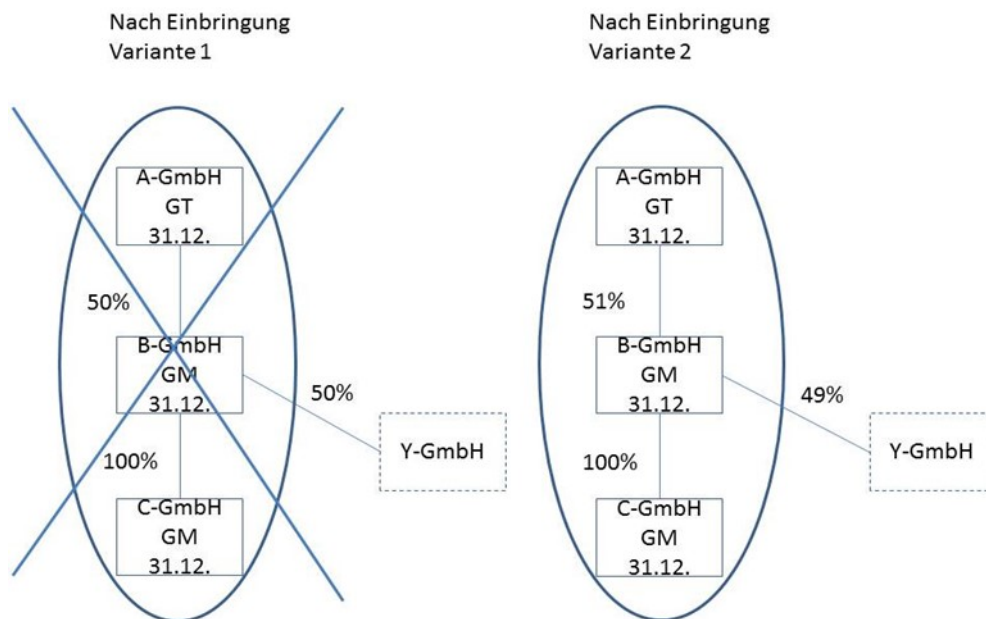 Nach Einbringung
Variante 1
A-GmbH
GT
31.12.
50%
B-GmbH
GM
31.12.
50%
Y-GmbH
100%
C-GmbH
GM
31.12.
Nach Einbringung
Variante 2
A-GmbH
GT
31.12.
51%
B-GmbH
GM
31.12.
49%
Y-GmbH
100%
C-GmbH
GM
31.12.